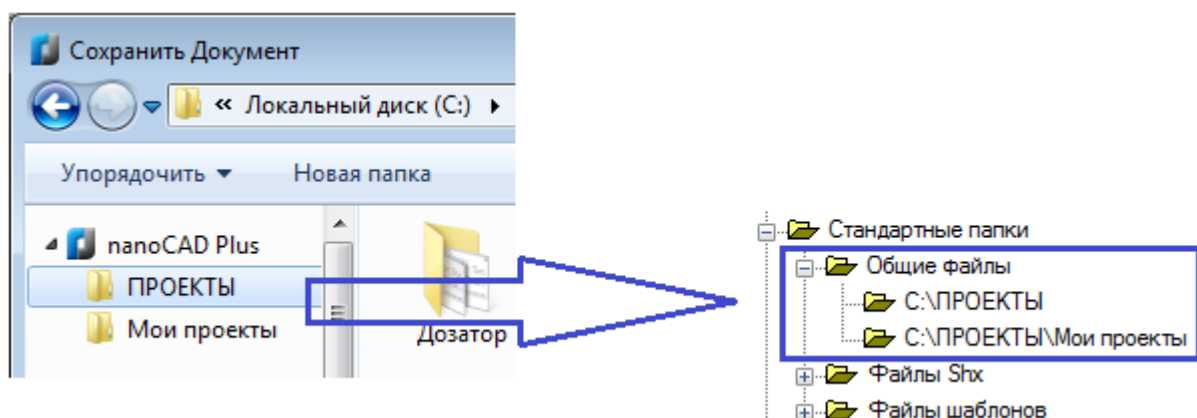 Сохранить Докумен
« Локальный диск (C:)
Упорядочить Новая папка
nanoCAD Plus
ПРОЕКТЫ
Мои проекты
Дозатор
Стандартные папки
Общие файлы
C:\ПРОЕКТЫ
C:\ПРОЕКТЫ\Мои проекты
Файлы Shx
Файлы шаблонов